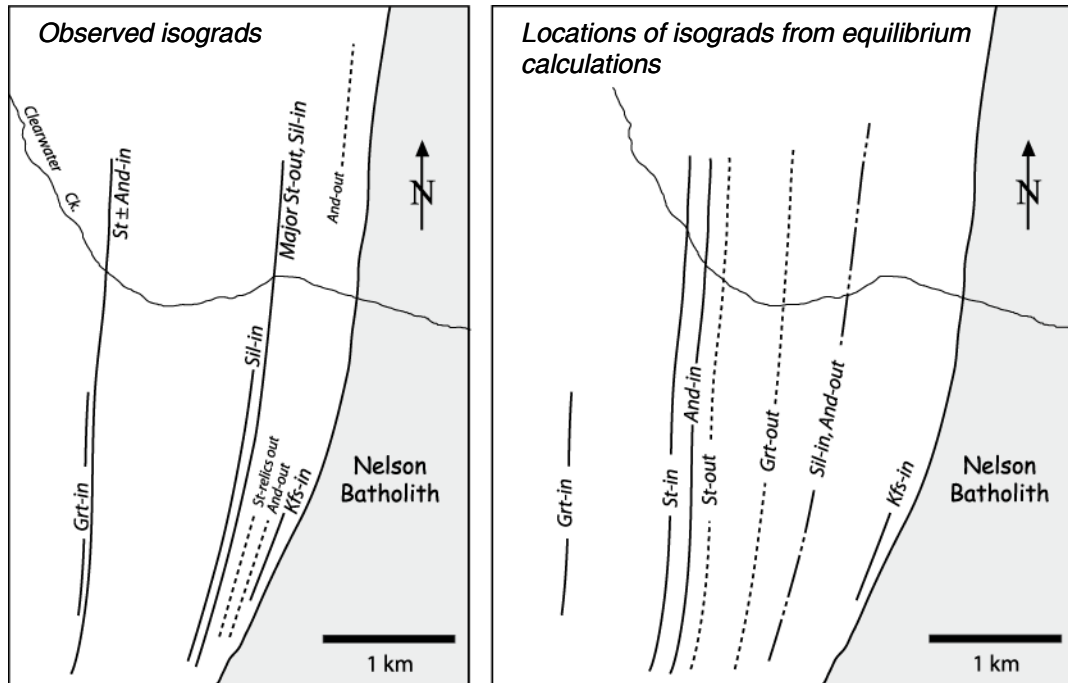 Observed isograds
Clearwater
Ck.
St ± And-in
Major St-out, Sil-in
And-out
N
Sil-in
Grt-in
St-relics out
And-out
Kfs-in
Nelson
Batholith
1 km
Locations of isograds from equilibrium
calculations
N
Grt-in
St-in
And-in
St-out
Grt-out
Sil-in, And-out
Kfs-in
Nelson
Batholith
1 km